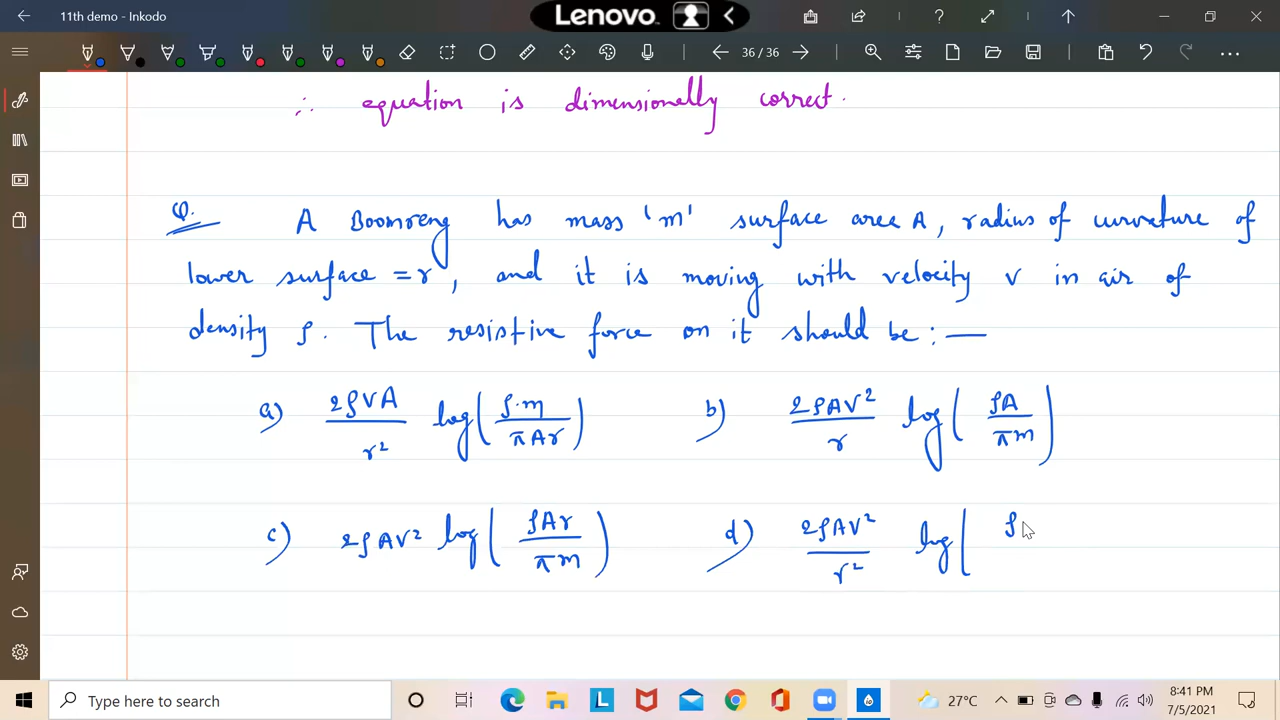 11th demo - Inkodo
Lenovo
36 / 36
∴ equation is dimensionally correct.
Q. A Boomreng has mass 'm' surface area A, radius of curvature of
lower surface = r, and it is moving with velocity v in air of
density ρ. The resistive force on it should be : —
a) 2ρVA / r² log(ρ.m / πAr) b) 2ρAV² / r log(ρA / πm)
c) 2ρAV² log(ρAr / πm) d) 2ρAV² / r² log( ρ
Type here to search
27°C
8:41 PM
7/5/2021